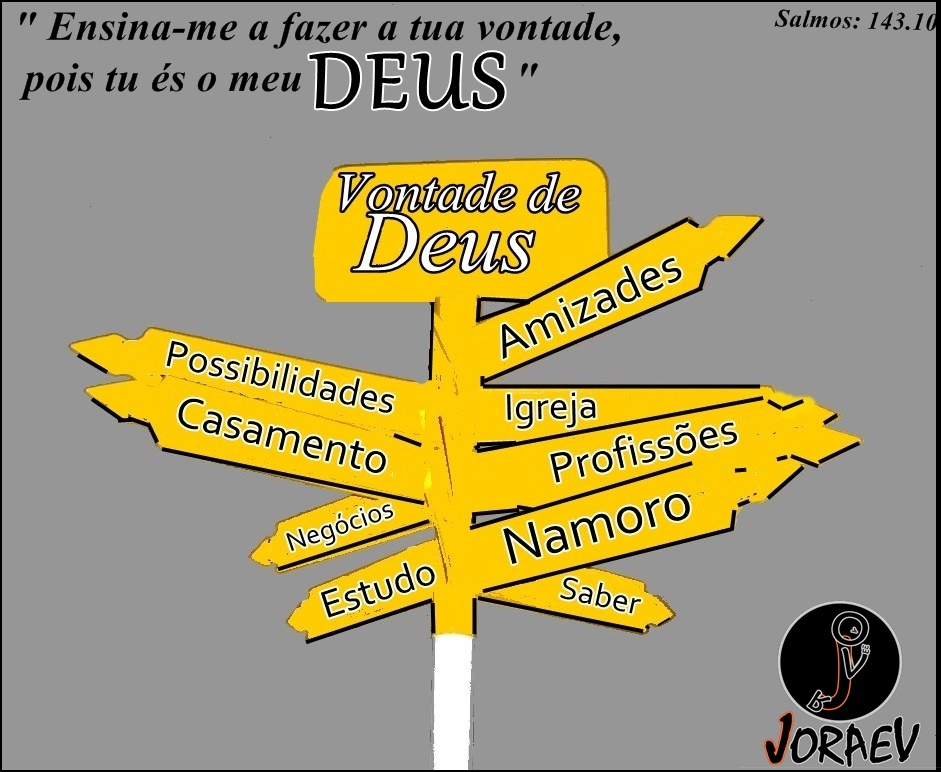 " Ensina-me a fazer a tua vontade,
pois tu és o meu DEUS "
Salmos: 143.10
Vontade de
Deus
Amizades
Possibilidades
Igreja
Casamento
Profissões
Negócios
Namoro
Estudo
Saber
JORAEV